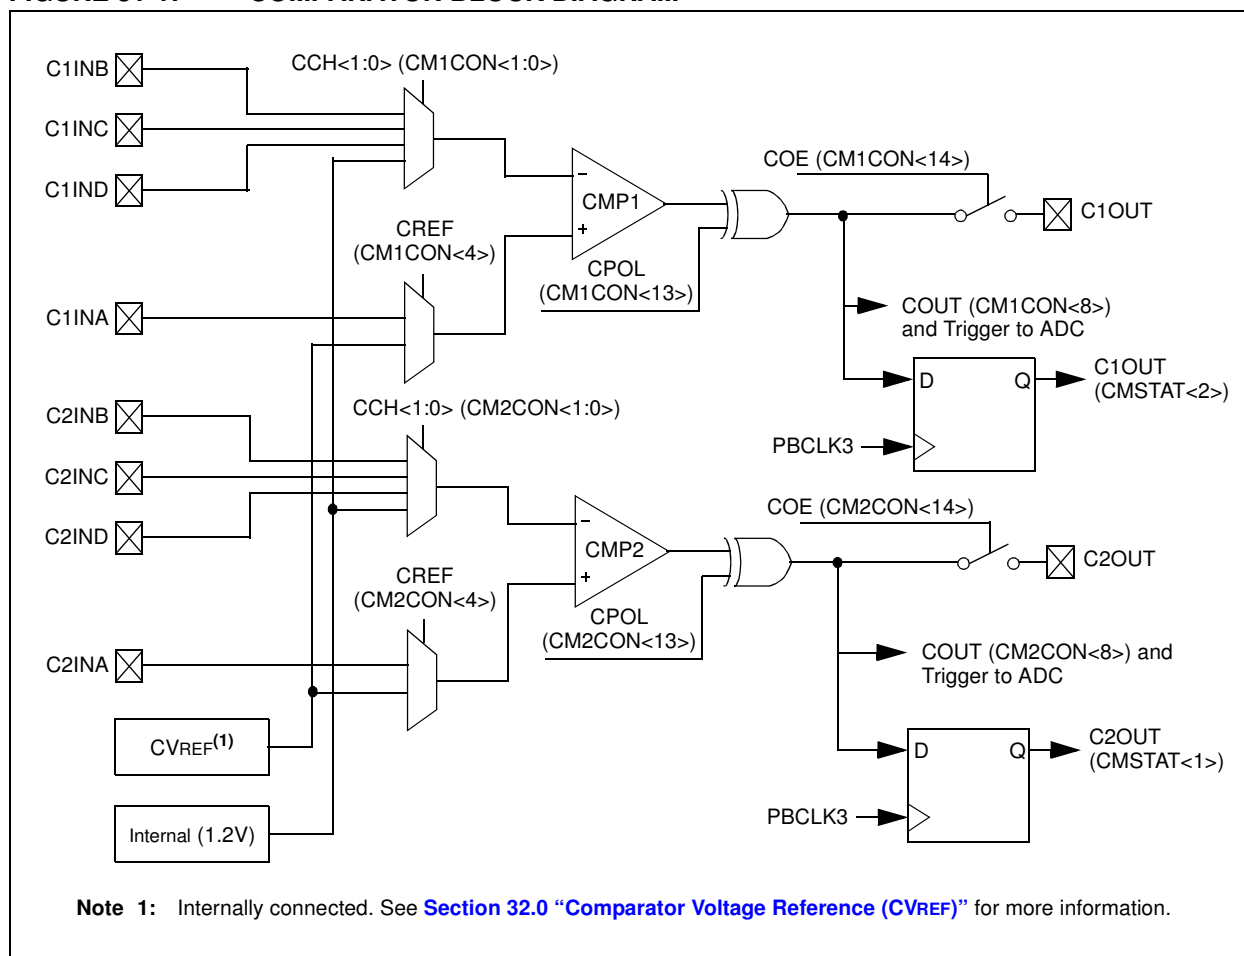 C1INB
CCH<1:0> (CM1CON<1:0>)
C1INC
C1IND
COE (CM1CON<14>)
C1OUT
–
CMP1
+
CREF
(CM1CON<4>)
CPOL
(CM1CON<13>)
C1INA
COUT (CM1CON<8>)
and Trigger to ADC
D
Q
C1OUT
(CMSTAT<2>)
PBCLK3
C2INB
CCH<1:0> (CM2CON<1:0>)
C2INC
C2IND
COE (CM2CON<14>)
C2OUT
–
CMP2
+
CREF
(CM2CON<4>)
CPOL
(CM2CON<13>)
C2INA
COUT (CM2CON<8>) and
Trigger to ADC
CVREF(1)
D
Q
C2OUT
(CMSTAT<1>)
PBCLK3
Internal (1.2V)
Note 1: Internally connected. See Section 32.0 “Comparator Voltage Reference (CVREF)” for more information.